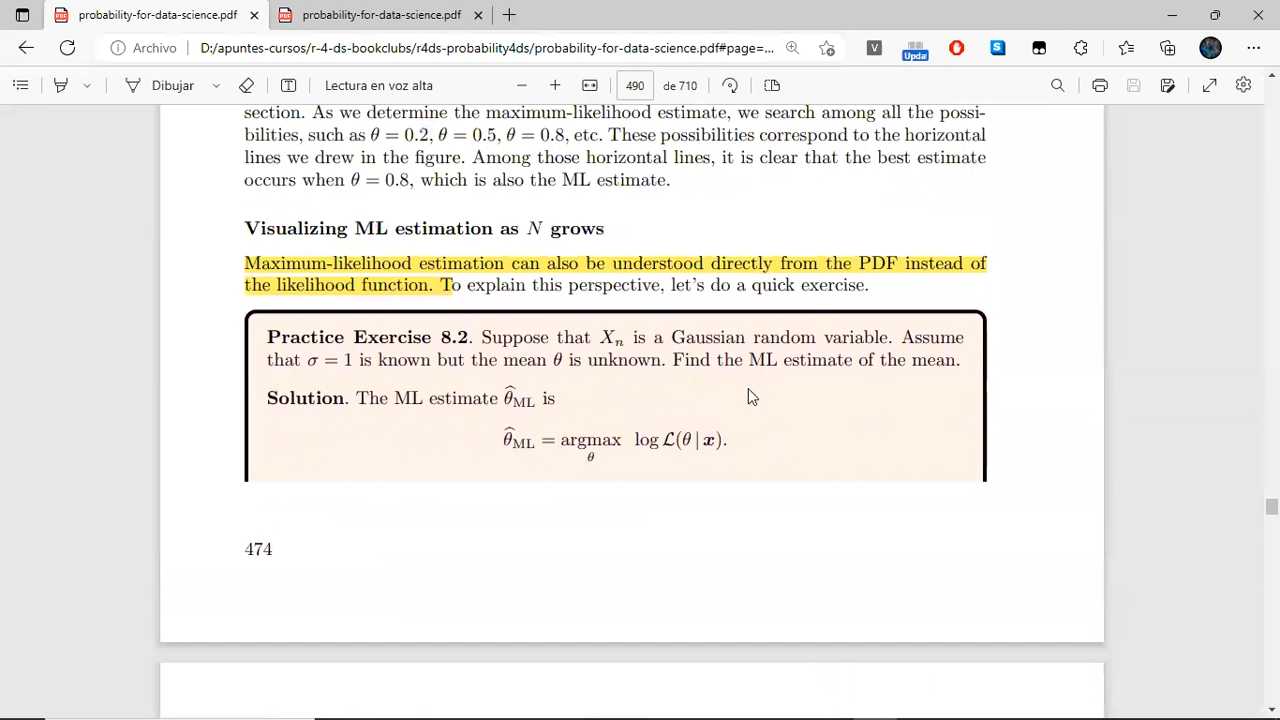 probability-for-data-science.pdf
probability-for-data-science.pdf
Archivo D:/apuntes-cursos/r-4-ds-bookclubs/r4ds-probability4ds/probability-for-data-science.pdf#page=...
V
Upda
S
Dibujar
Lectura en voz alta
490 de 710
section. As we determine the maximum-likelihood estimate, we search among all the possi-
bilities, such as θ = 0.2, θ = 0.5, θ = 0.8, etc. These possibilities correspond to the horizontal
lines we drew in the figure. Among those horizontal lines, it is clear that the best estimate
occurs when θ = 0.8, which is also the ML estimate.
Visualizing ML estimation as N grows
Maximum-likelihood estimation can also be understood directly from the PDF instead of
the likelihood function. To explain this perspective, let's do a quick exercise.
Practice Exercise 8.2. Suppose that Xₙ is a Gaussian random variable. Assume
that σ = 1 is known but the mean θ is unknown. Find the ML estimate of the mean.
Solution. The ML estimate θ̂_ML is
θ̂_ML = argmax log ℒ(θ | x).
θ
474